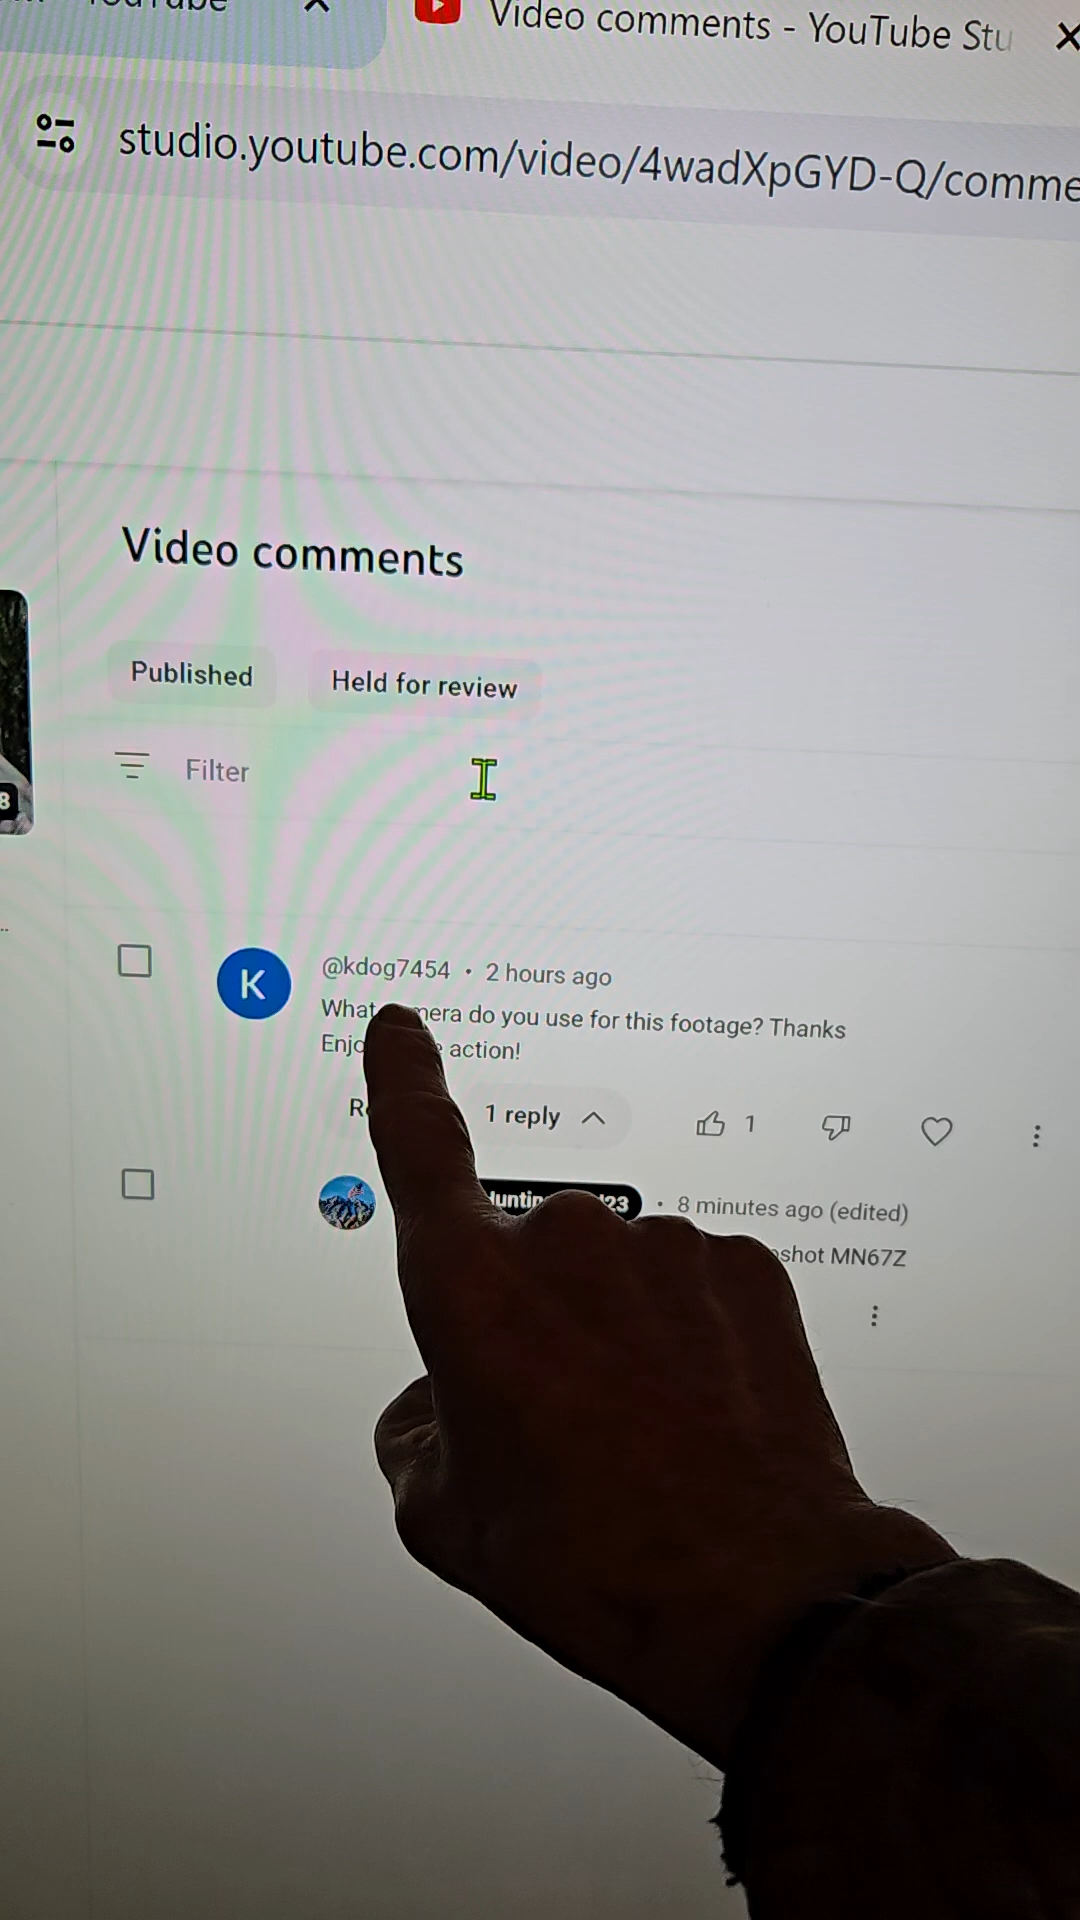 Video comments - YouTube Stu
studio.youtube.com/video/4wadXpGYD-Q/comme
Video comments
Published Held for review
Filter
8
K
@kdog7454 • 2 hours ago
What do you use for this footage? Thanks
action!
1 reply 1
• 8 minutes ago (edited)
MN67Z